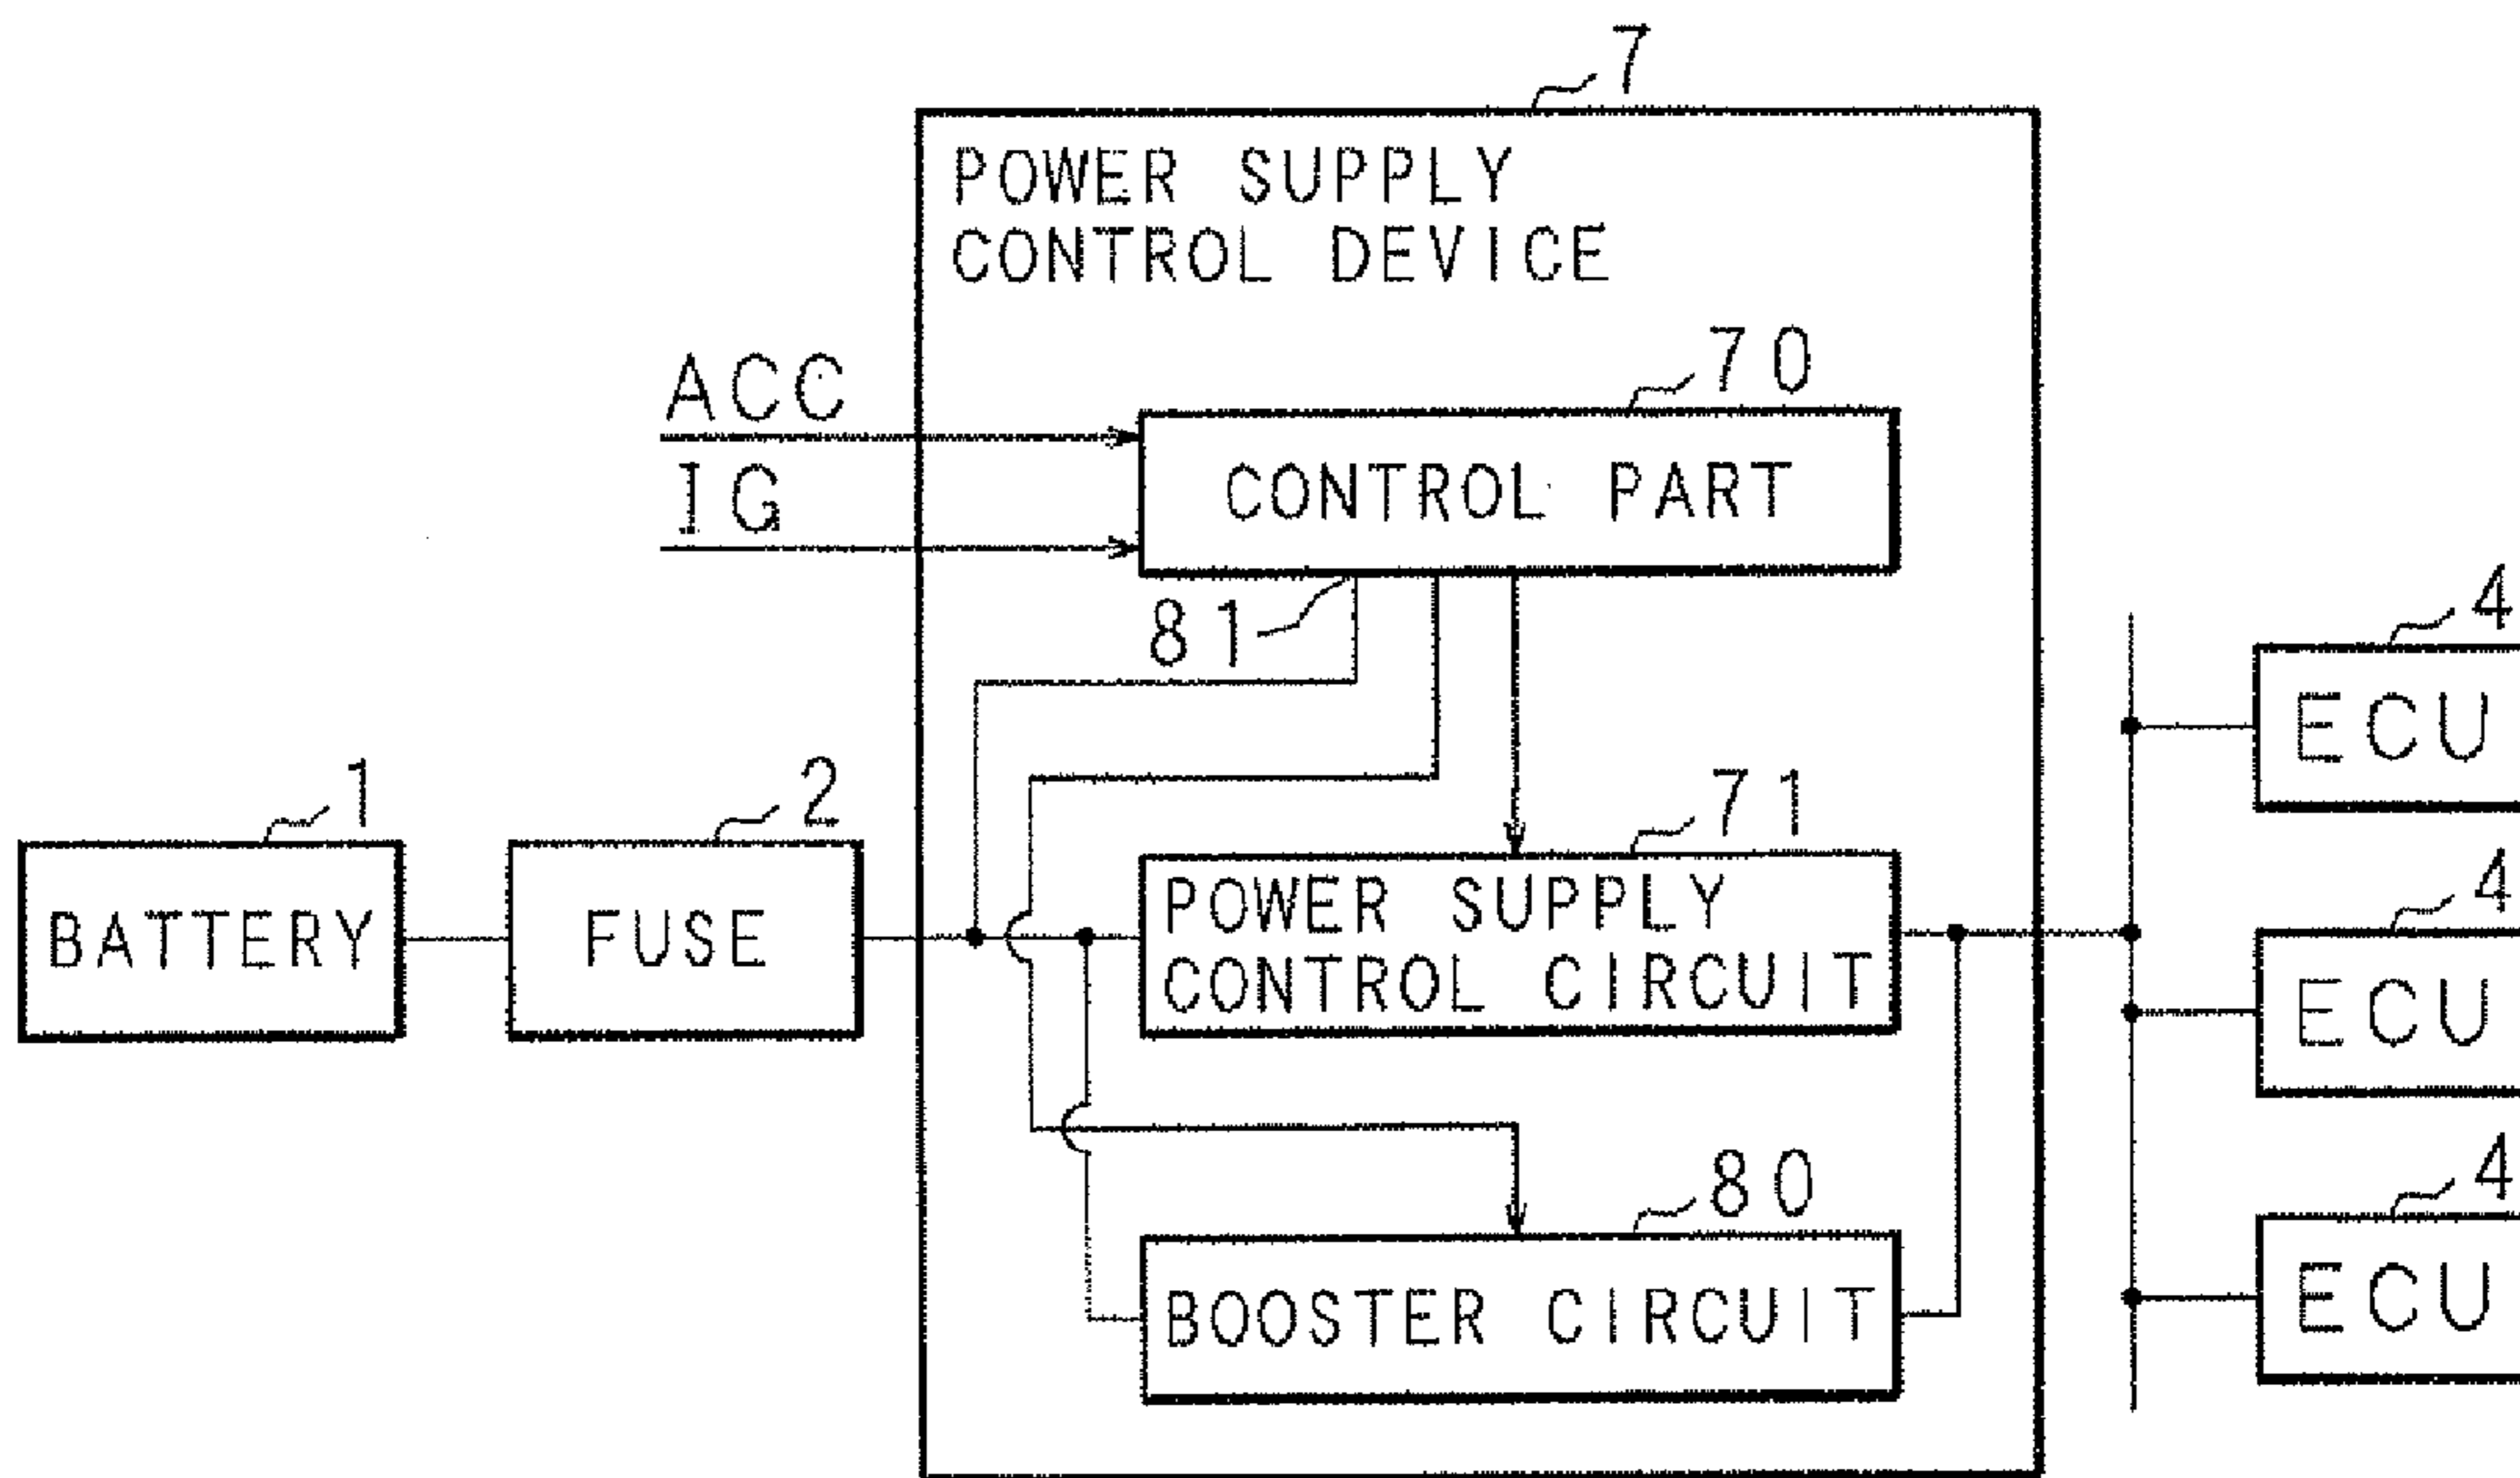 7
POWER SUPPLY
CONTROL DEVICE
70
ACC
IG
CONTROL PART
81
4
ECU
1
2
71
BATTERY
FUSE
POWER SUPPLY
CONTROL CIRCUIT
4
ECU
80
BOOSTER CIRCUIT
4
ECU